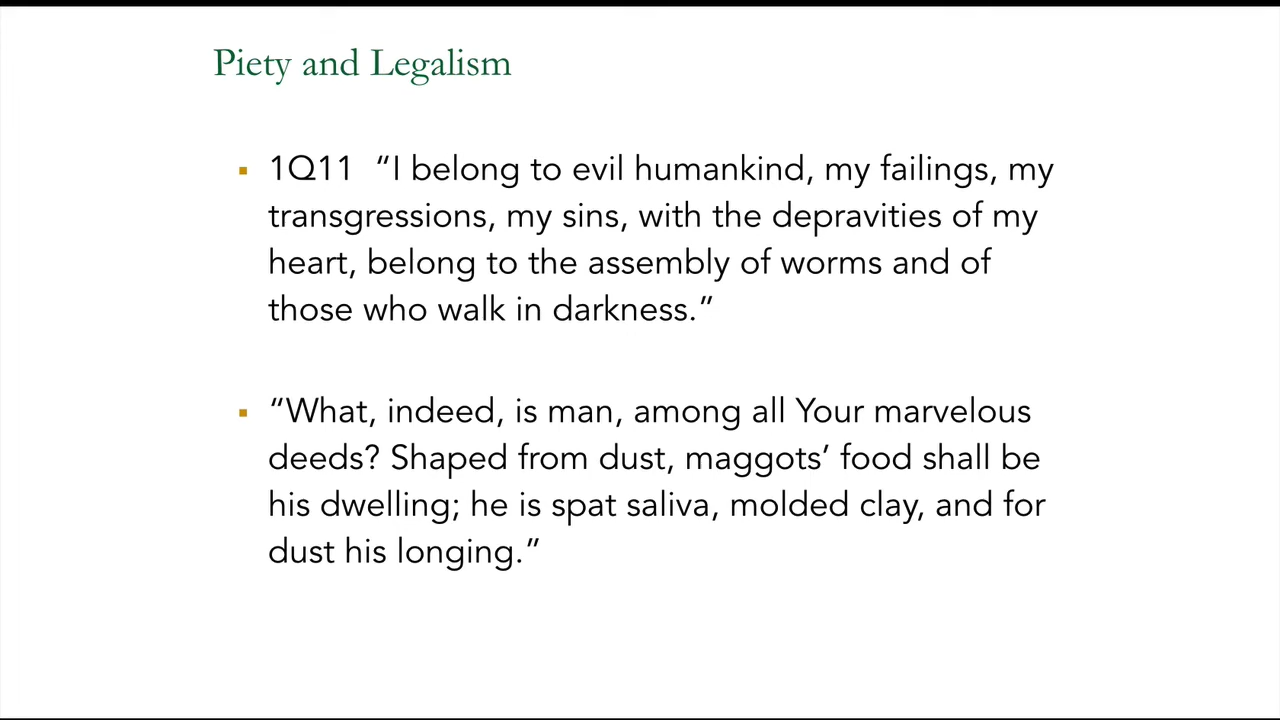 Piety and Legalism
▪ 1Q11 “I belong to evil humankind, my failings, my
transgressions, my sins, with the depravities of my
heart, belong to the assembly of worms and of
those who walk in darkness.”
▪ “What, indeed, is man, among all Your marvelous
deeds? Shaped from dust, maggots’ food shall be
his dwelling; he is spat saliva, molded clay, and for
dust his longing.”